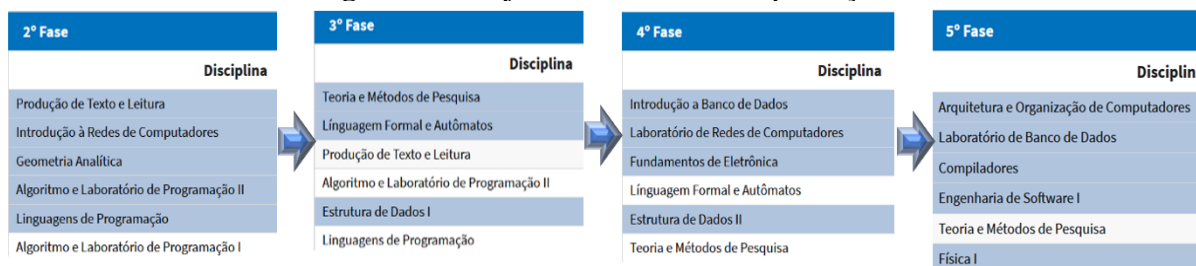 2º Fase
Disciplina
Produção de Texto e Leitura
Introdução à Redes de Computadores
Geometria Analítica
Algoritmo e Laboratório de Programação II
Linguagens de Programação
Algoritmo e Laboratório de Programação I
3º Fase
Disciplina
Teoria e Métodos de Pesquisa
Línguagem Formal e Autômatos
Produção de Texto e Leitura
Algoritmo e Laboratório de Programação II
Estrutura de Dados I
Linguagens de Programação
4º Fase
Disciplina
Introdução a Banco de Dados
Laboratório de Redes de Computadores
Fundamentos de Eletrônica
Línguagem Formal e Autômatos
Estrutura de Dados II
Teoria e Métodos de Pesquisa
5º Fase
Disciplin
Arquitetura e Organização de Computadores
Laboratório de Banco de Dados
Compiladores
Engenharia de Software I
Teoria e Métodos de Pesquisa
Física I